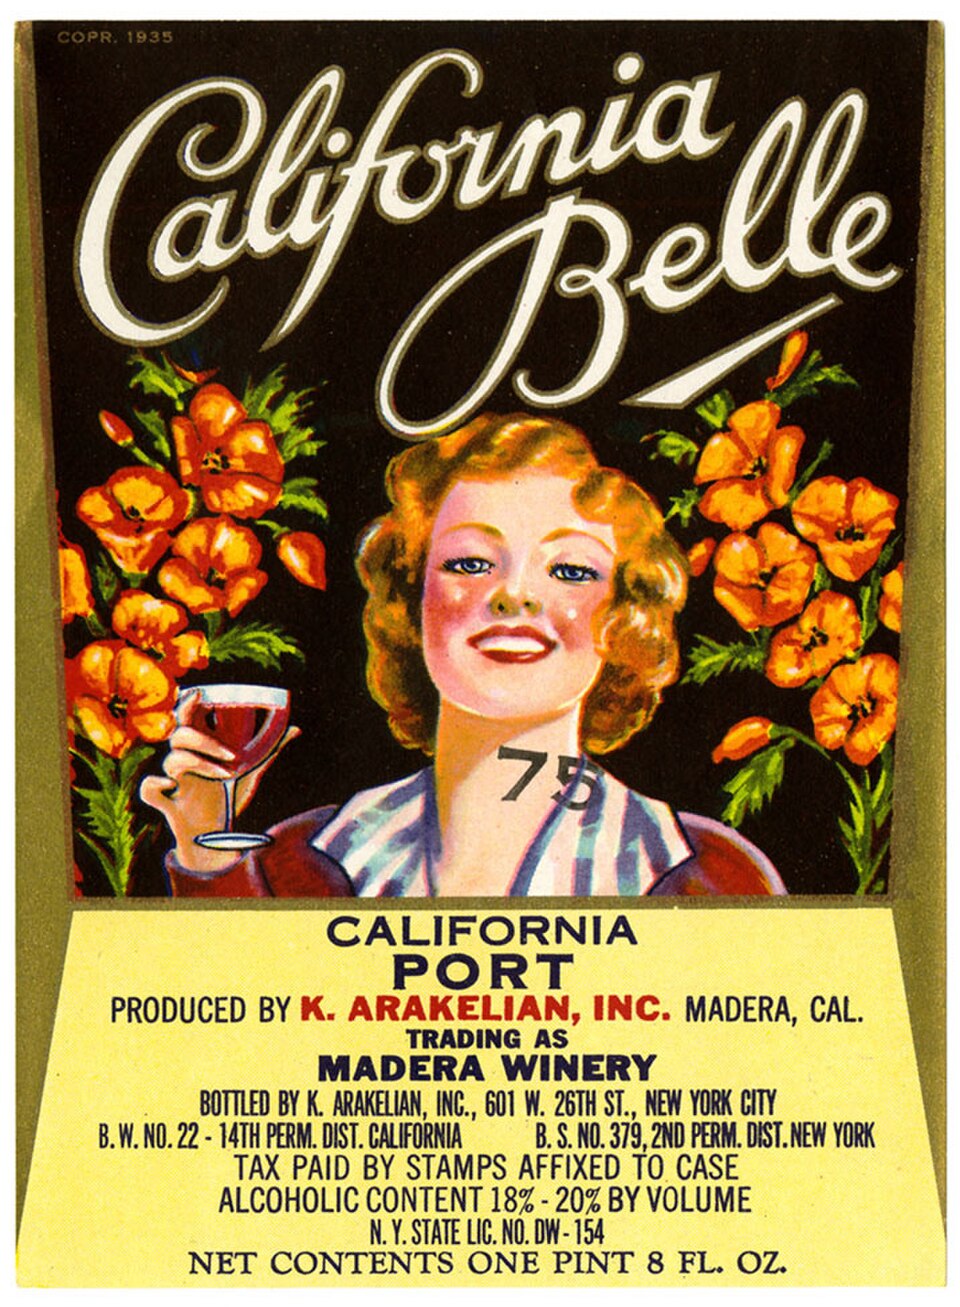 COPR. 1935
California
Belle
75
CALIFORNIA
PORT
PRODUCED BY K. ARAKELIAN, INC. MADERA, CAL.
TRADING AS
MADERA WINERY
BOTTLED BY K. ARAKELIAN, INC., 601 W. 26TH ST., NEW YORK CITY
B. W. NO. 22 - 14TH PERM. DIST. CALIFORNIA B. S. NO. 379, 2ND PERM. DIST. NEW YORK
TAX PAID BY STAMPS AFFIXED TO CASE
ALCOHOLIC CONTENT 18% - 20% BY VOLUME
N. Y. STATE LIC. NO. DW - 154
NET CONTENTS ONE PINT 8 FL. OZ.